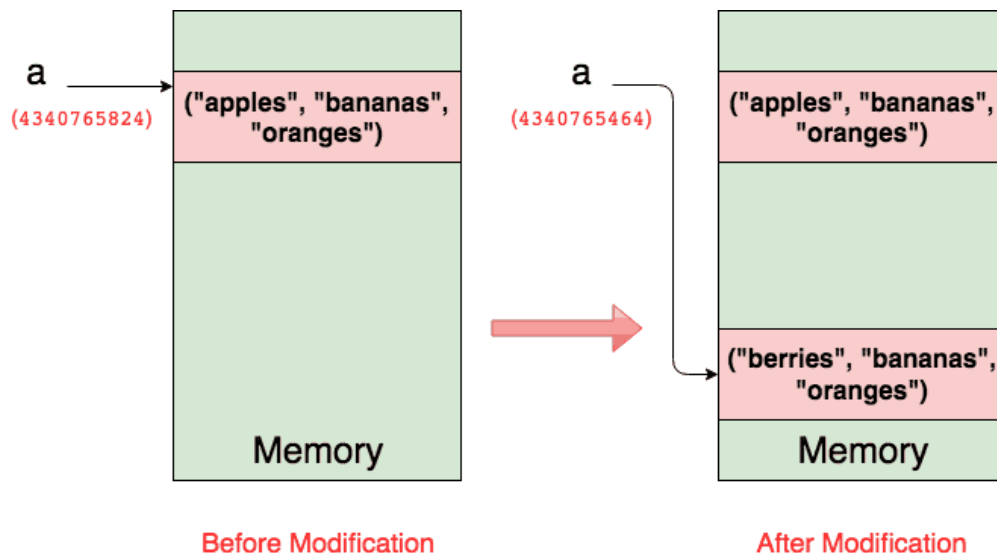 a
(4340765824)
("apples", "bananas",
"oranges")
Memory
Before Modification
a
(4340765464)
("apples", "bananas",
"oranges")
("berries", "bananas",
"oranges")
Memory
After Modification